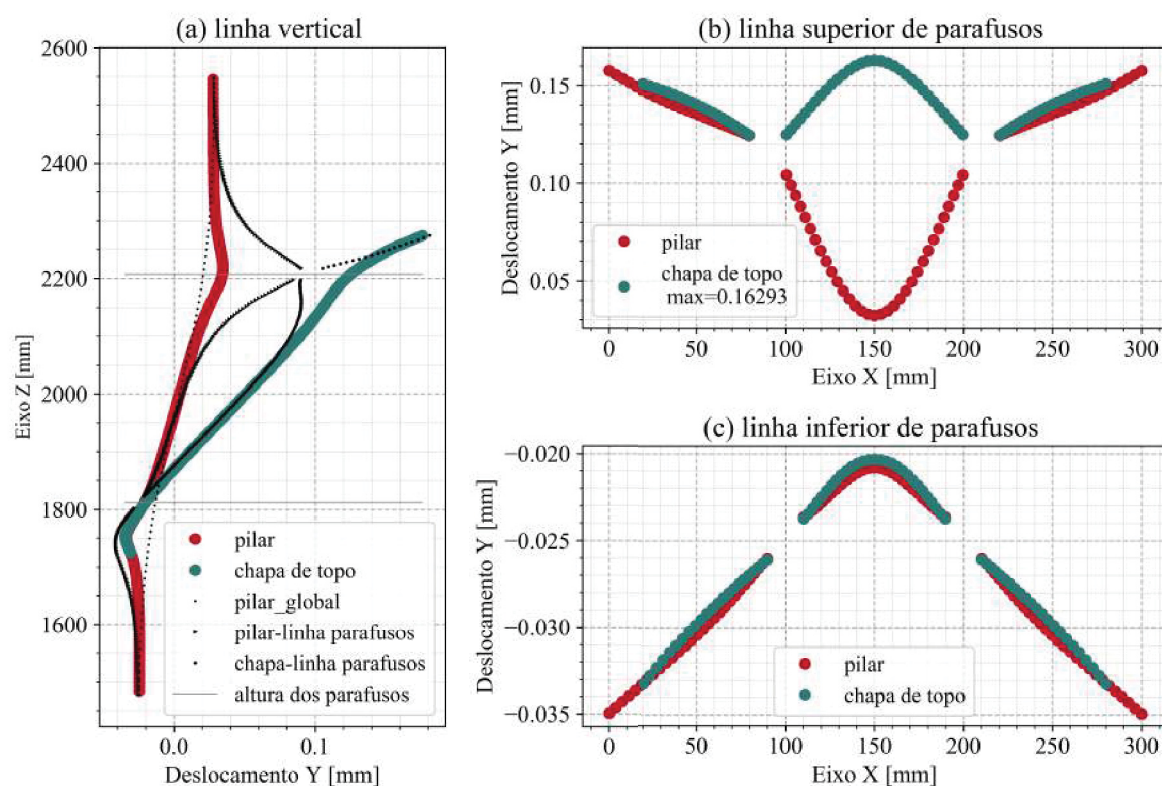 (a) linha vertical
2600
2400
2200
2000
1800
1600
Eixo Z [mm]
0.0
0.1
Deslocamento Y [mm]
pilar
chapa de topo
pilar_global
pilar-linha parafusos
chapa-linha parafusos
altura dos parafusos
(b) linha superior de parafusos
0.15
0.10
0.05
Deslocamento Y [mm]
pilar
chapa de topo
max=0.16293
0
50
100
150
200
250
300
Eixo X [mm]
(c) linha inferior de parafusos
−0.020
−0.025
−0.030
−0.035
Deslocamento Y [mm]
pilar
chapa de topo
0
50
100
150
200
250
300
Eixo X [mm]